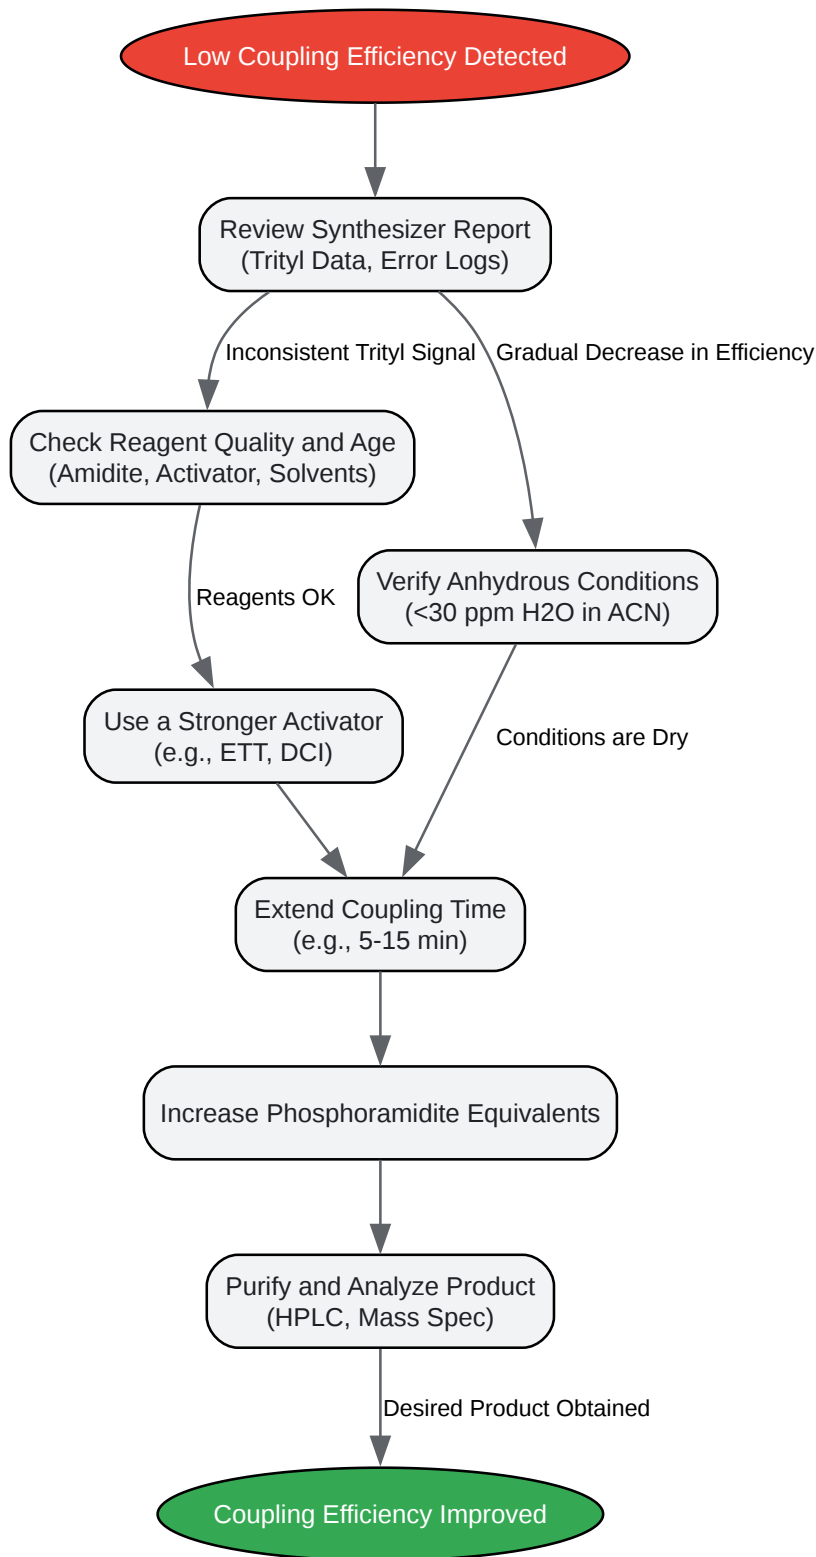 Low Coupling Efficiency Detected
Review Synthesizer Report
(Trityl Data, Error Logs)
Inconsistent Trityl Signal
Gradual Decrease in Efficiency
Check Reagent Quality and Age
(Amidite, Activator, Solvents)
Verify Anhydrous Conditions
(<30 ppm H2O in ACN)
Reagents OK
Use a Stronger Activator
(e.g., ETT, DCI)
Conditions are Dry
Extend Coupling Time
(e.g., 5-15 min)
Increase Phosphoramidite Equivalents
Purify and Analyze Product
(HPLC, Mass Spec)
Desired Product Obtained
Coupling Efficiency Improved